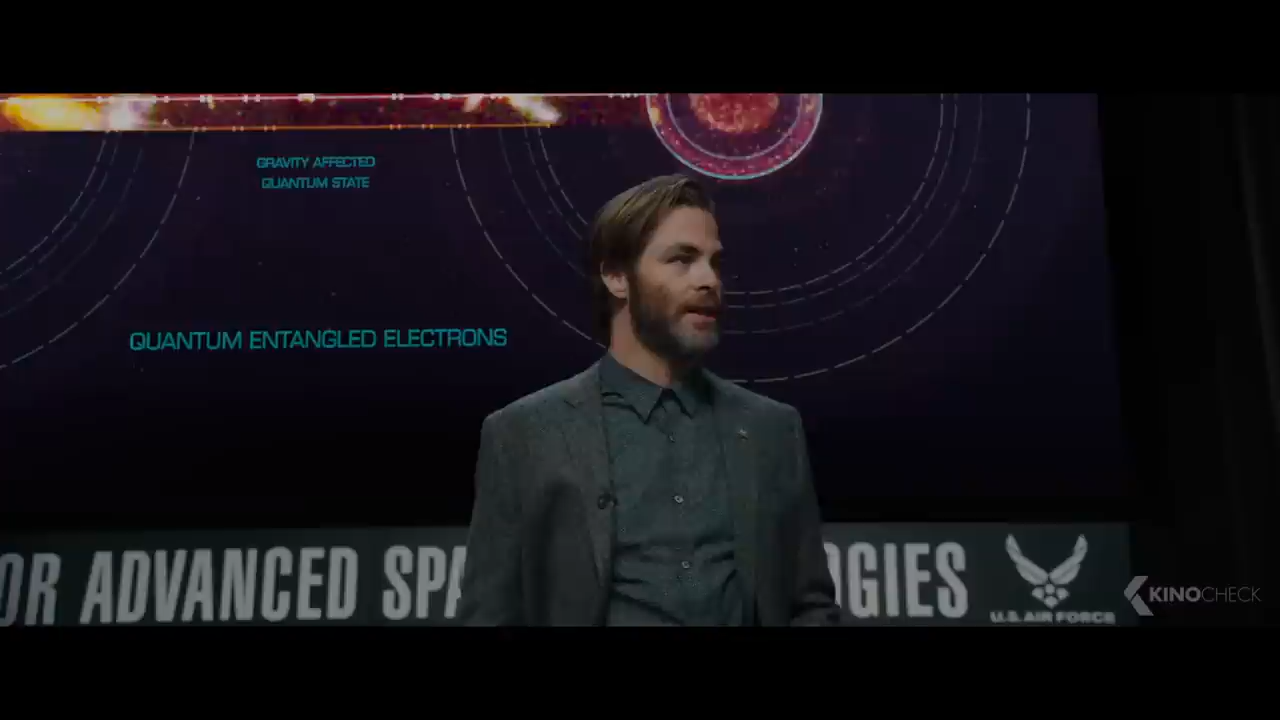 GRAVITY AFFECTED
QUANTUM STATE
QUANTUM ENTANGLED ELECTRONS
OR ADVANCED SPA OGIES
U.S. AIR FORCE
KINOCHECK